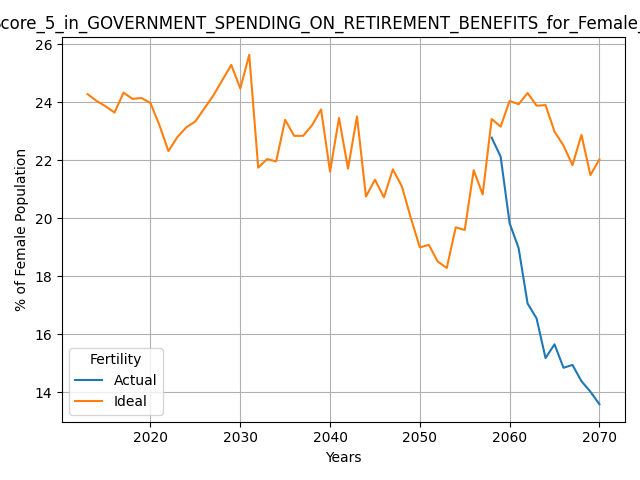 core_5_in_GOVERNMENT_SPENDING_ON_RETIREMENT_BENEFITS_for_Female_
26
24
22
20
18
16
14
% of Female Population
Fertility
Actual
Ideal
2020 2030 2040 2050 2060 2070
Years